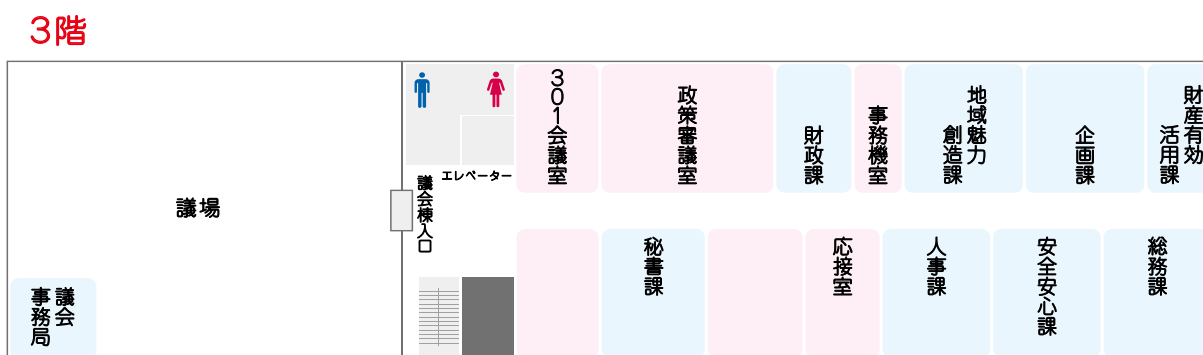 3階
議場
議会
事務局
議会棟入口
エレベーター
301会議室
政策審議室
財政課
事務機室
地域魅力
創造課
企画課
財産有効
活用課
秘書課
応接室
人事課
安全安心課
総務課